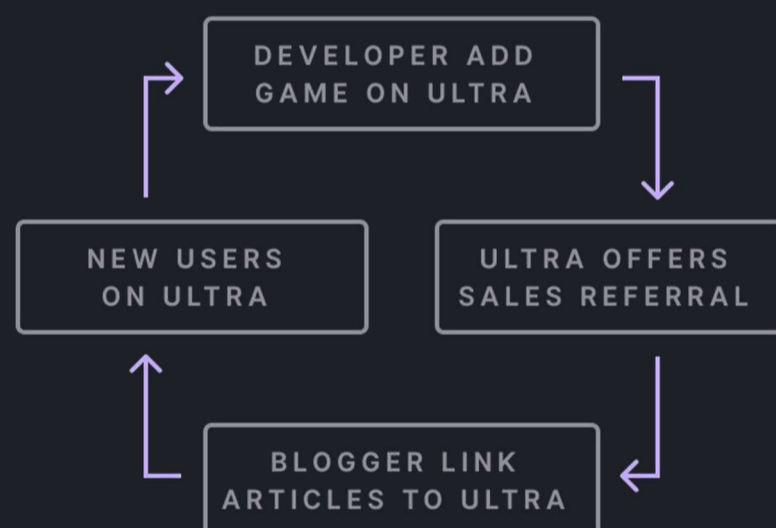 DEVELOPER ADD
GAME ON ULTRA
NEW USERS
ON ULTRA
ULTRA OFFERS
SALES REFERRAL
BLOGGER LINK
ARTICLES TO ULTRA